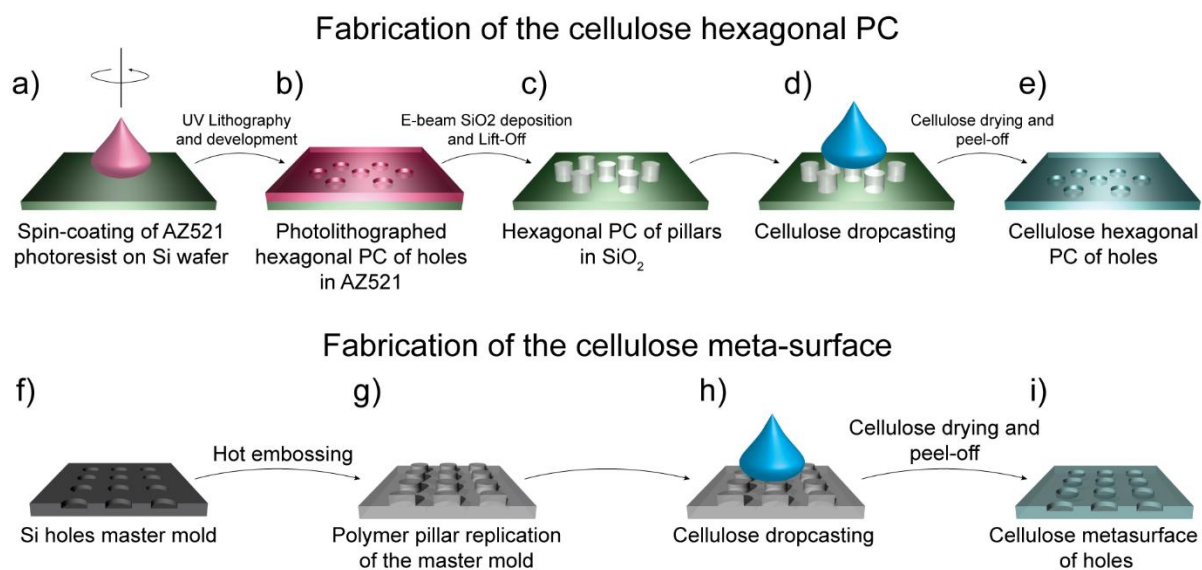 Fabrication of the cellulose hexagonal PC
a)
b)
c)
d)
e)
UV Lithography
and development
E-beam SiO2 deposition
and Lift-Off
Cellulose drying and
peel-off
Spin-coating of AZ521
photoresist on Si wafer
Photolithographed
hexagonal PC of holes
in AZ521
Hexagonal PC of pillars
in SiO₂
Cellulose dropcasting
Cellulose hexagonal
PC of holes
Fabrication of the cellulose meta-surface
f)
g)
h)
i)
Hot embossing
Cellulose drying and
peel-off
Si holes master mold
Polymer pillar replication
of the master mold
Cellulose dropcasting
Cellulose metasurface
of holes